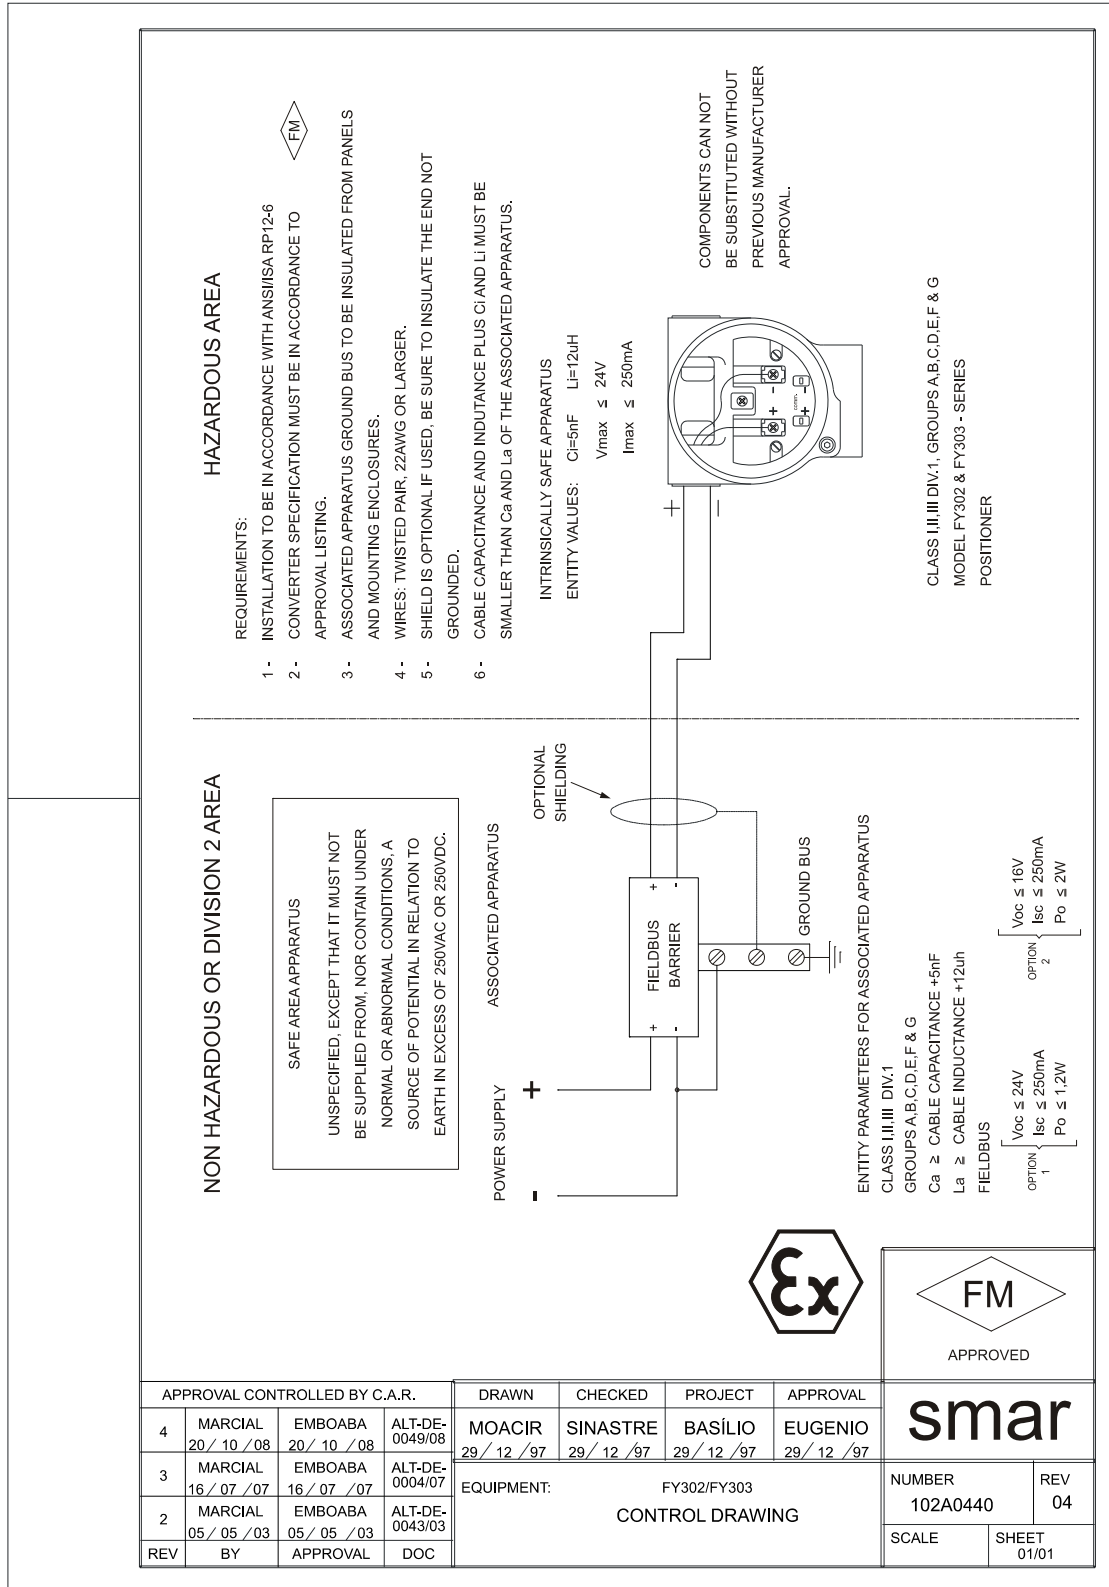 HAZARDOUS AREA
REQUIREMENTS:
1 - INSTALLATION TO BE IN ACCORDANCE WITH ANSI/ISA RP12-6
2 - CONVERTER SPECIFICATION MUST BE IN ACCORDANCE TO
APPROVAL LISTING.
FM
3 - ASSOCIATED APPARATUS GROUND BUS TO BE INSULATED FROM PANELS
AND MOUNTING ENCLOSURES.
4 - WIRES: TWISTED PAIR, 22AWG OR LARGER.
5 - SHIELD IS OPTIONAL IF USED, BE SURE TO INSULATE THE END NOT
GROUNDED.
6 - CABLE CAPACITANCE AND INDUTANCE PLUS Ci AND Li MUST BE
SMALLER THAN Ca AND La OF THE ASSOCIATED APPARATUS.
INTRINSICALLY SAFE APPARATUS
ENTITY VALUES: Ci=5nF Li=12uH
Vmax ≤ 24V
Imax ≤ 250mA
COMPONENTS CAN NOT
BE SUBSTITUTED WITHOUT
PREVIOUS MANUFACTURER
APPROVAL.
+
-
+ -
comm.
+ -
CLASS I,II,III DIV.1, GROUPS A,B,C,D,E,F & G
MODEL FY302 & FY303 - SERIES
POSITIONER
NON HAZARDOUS OR DIVISION 2 AREA
SAFE AREA APPARATUS
UNSPECIFIED, EXCEPT THAT IT MUST NOT
BE SUPPLIED FROM, NOR CONTAIN UNDER
NORMAL OR ABNORMAL CONDITIONS, A
SOURCE OF POTENTIAL IN RELATION TO
EARTH IN EXCESS OF 250VAC OR 250VDC.
POWER SUPPLY
- +
ASSOCIATED APPARATUS
OPTIONAL
SHIELDING
+ +
FIELDBUS
BARRIER
- -
GROUND BUS
ENTITY PARAMETERS FOR ASSOCIATED APPARATUS
CLASS I,II,III DIV.1
GROUPS A,B,C,D,E,F & G
Ca ≥ CABLE CAPACITANCE +5nF
La ≥ CABLE INDUCTANCE +12uh
FIELDBUS
OPTION
1
Voc ≤ 24V
Isc ≤ 250mA
Po ≤ 1,2W
OPTION
2
Voc ≤ 16V
Isc ≤ 250mA
Po ≤ 2W
Ex
FM
APPROVED
APPROVAL CONTROLLED BY C.A.R.
4 MARCIAL 20/10/08 EMBOABA 20/10/08 ALT-DE-0049/08
3 MARCIAL 16/07/07 EMBOABA 16/07/07 ALT-DE-0004/07
2 MARCIAL 05/05/03 EMBOABA 05/05/03 ALT-DE-0043/03
REV BY APPROVAL DOC
DRAWN CHECKED PROJECT APPROVAL
MOACIR SINASTRE BASÍLIO EUGENIO
29/12/97 29/12/97 29/12/97 29/12/97
EQUIPMENT: FY302/FY303
CONTROL DRAWING
smar
NUMBER REV
102A0440 04
SCALE SHEET
01/01